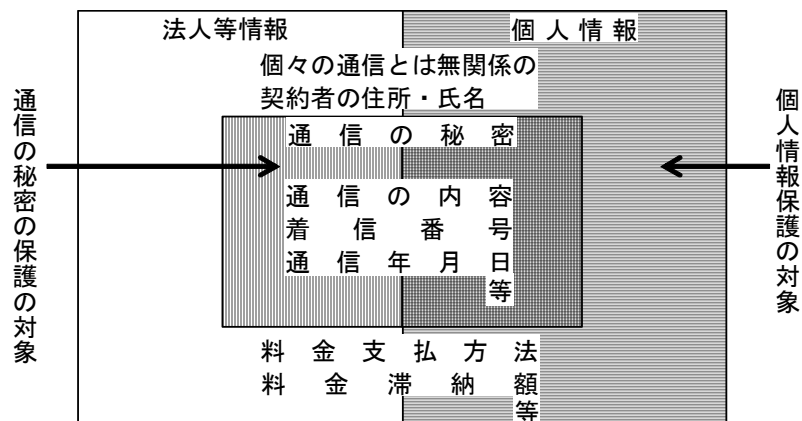 法人等情報
個人情報
個々の通信とは無関係の
契約者の住所・氏名
通信の秘密の保護の対象
通信の秘密
通信の内容
着信番号
通信年月日
等
個人情報保護の対象
料金支払方法
料金滞納額
等